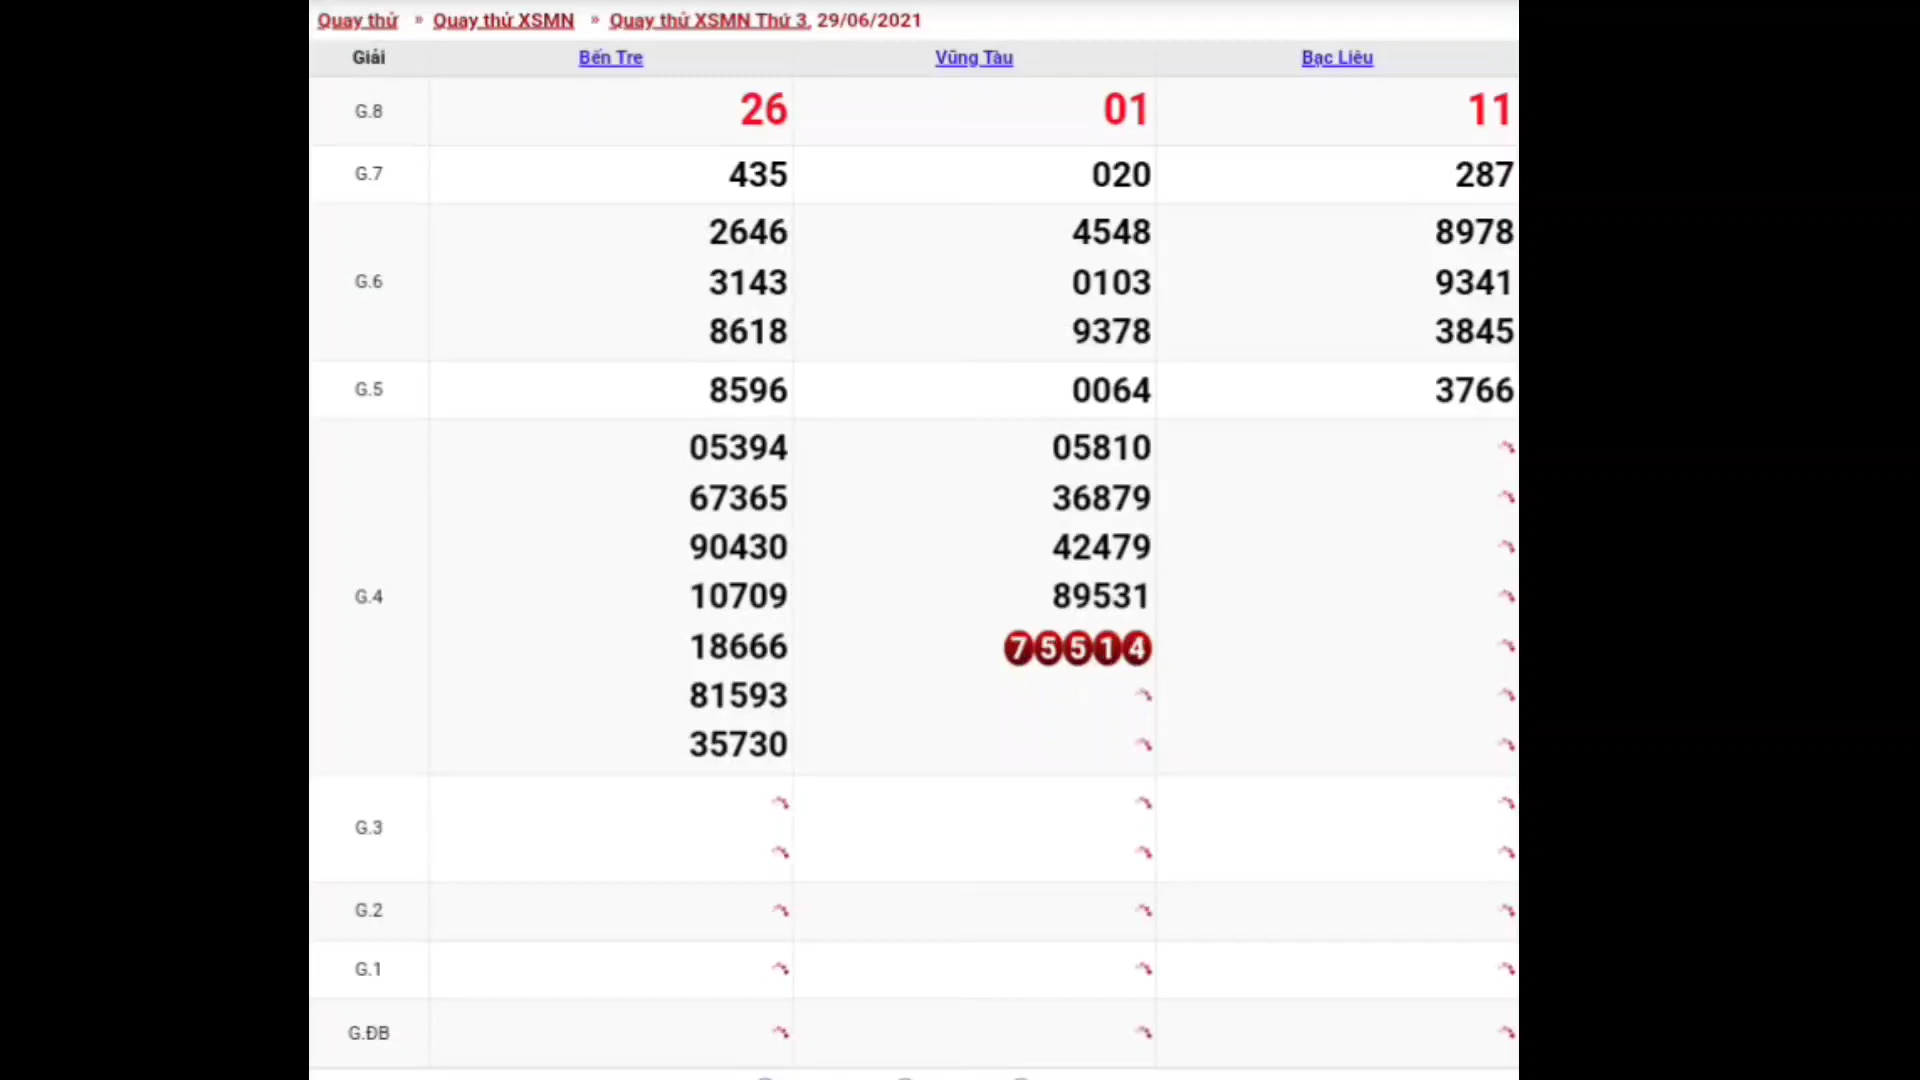 Quay thử » Quay thử XSMN » Quay thử XSMN Thứ 3, 29/06/2021
Giải Bến Tre Vũng Tàu Bạc Liêu
G.8 26 01 11
G.7 435 020 287
G.6
2646 4548 8978
3143 0103 9341
8618 9378 3845
G.5 8596 0064 3766
G.4
05394 05810
67365 36879
90430 42479
10709 89531
18666 75514
81593
35730
G.3
G.2
G.1
G.ĐB